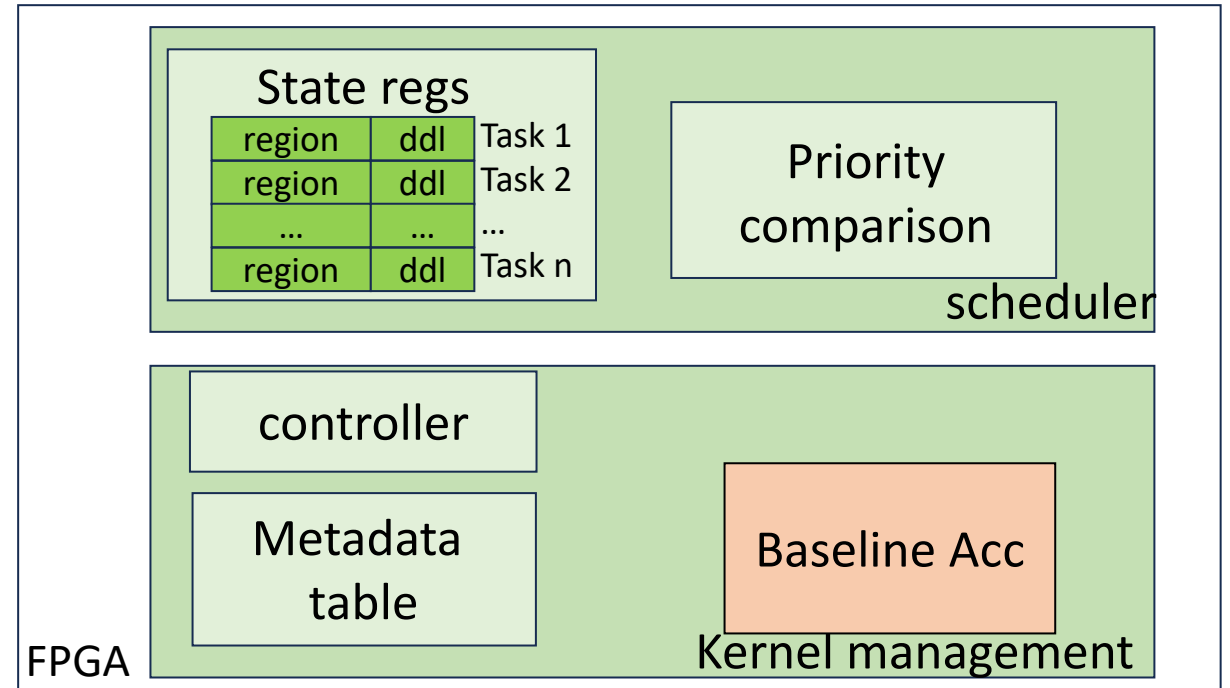 State regs
region ddl Task 1
region ddl Task 2
... ... ...
region ddl Task n
Priority
comparison
scheduler
controller
Metadata
table
Baseline Acc
Kernel management
FPGA